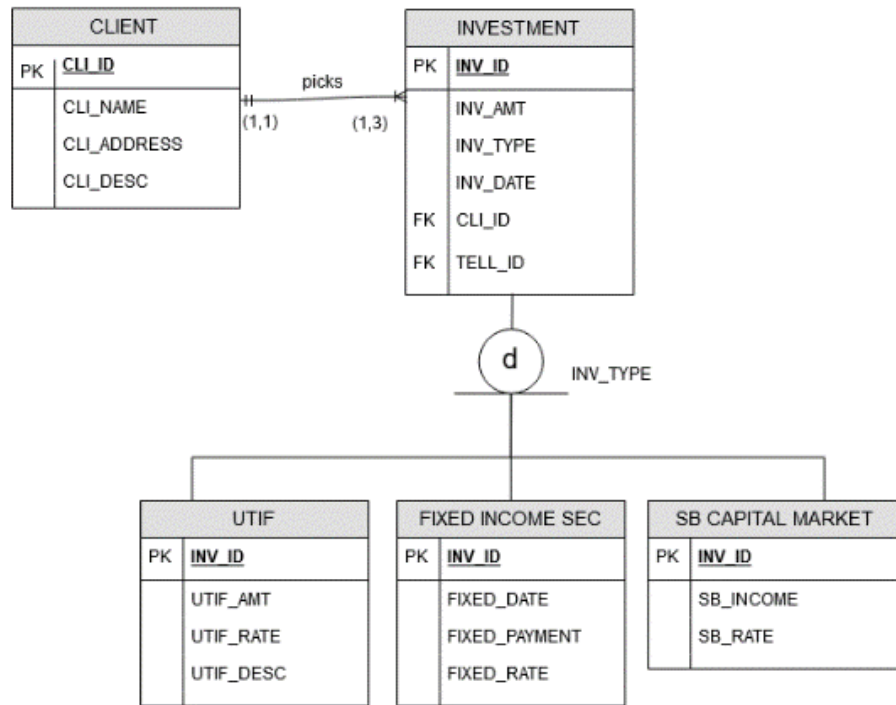 CLIENT
PK CLI_ID
CLI_NAME
CLI_ADDRESS
CLI_DESC
picks
(1,1)
(1,3)
INVESTMENT
PK INV_ID
INV_AMT
INV_TYPE
INV_DATE
FK CLI_ID
FK TELL_ID
d
INV_TYPE
UTIF
PK INV_ID
UTIF_AMT
UTIF_RATE
UTIF_DESC
FIXED INCOME SEC
PK INV_ID
FIXED_DATE
FIXED_PAYMENT
FIXED_RATE
SB CAPITAL MARKET
PK INV_ID
SB_INCOME
SB_RATE